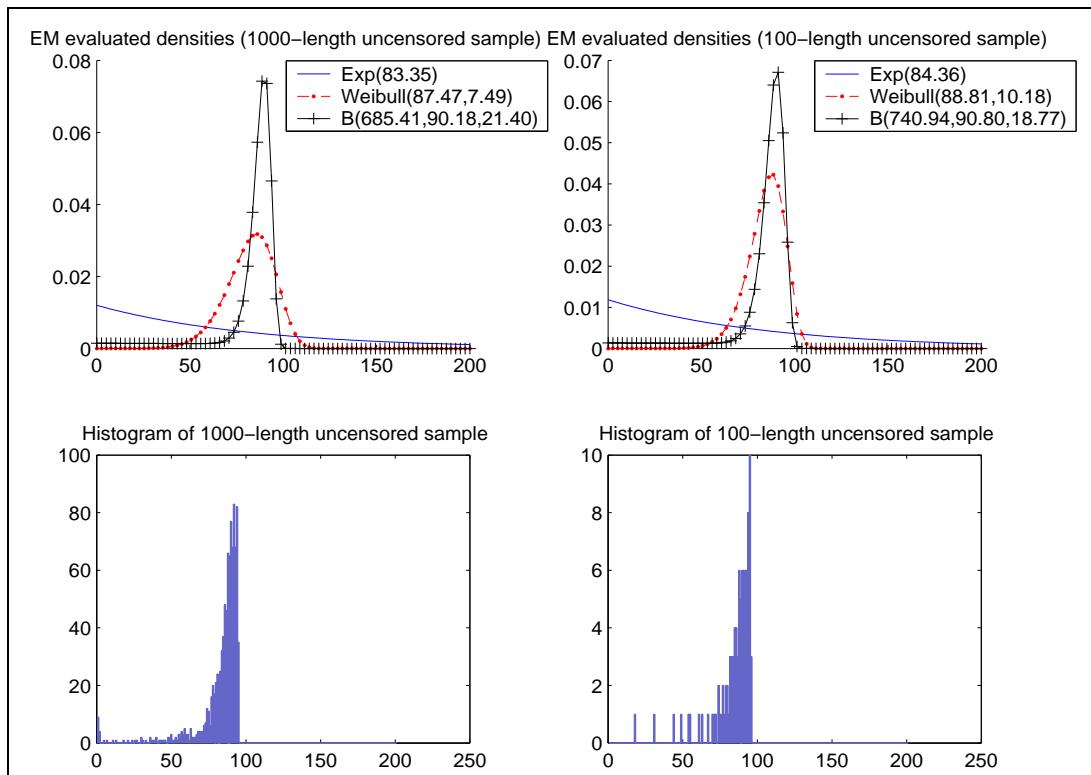 EM evaluated densities (1000−length uncensored sample)
0.08
0.06
0.04
0.02
0
0 50 100 150 200
Exp(83.35)
Weibull(87.47,7.49)
B(685.41,90.18,21.40)
EM evaluated densities (100−length uncensored sample)
0.07
0.06
0.05
0.04
0.03
0.02
0.01
0
0 50 100 150 200
Exp(84.36)
Weibull(88.81,10.18)
B(740.94,90.80,18.77)
Histogram of 1000−length uncensored sample
100
80
60
40
20
0
0 50 100 150 200 250
Histogram of 100−length uncensored sample
10
8
6
4
2
0
0 50 100 150 200 250